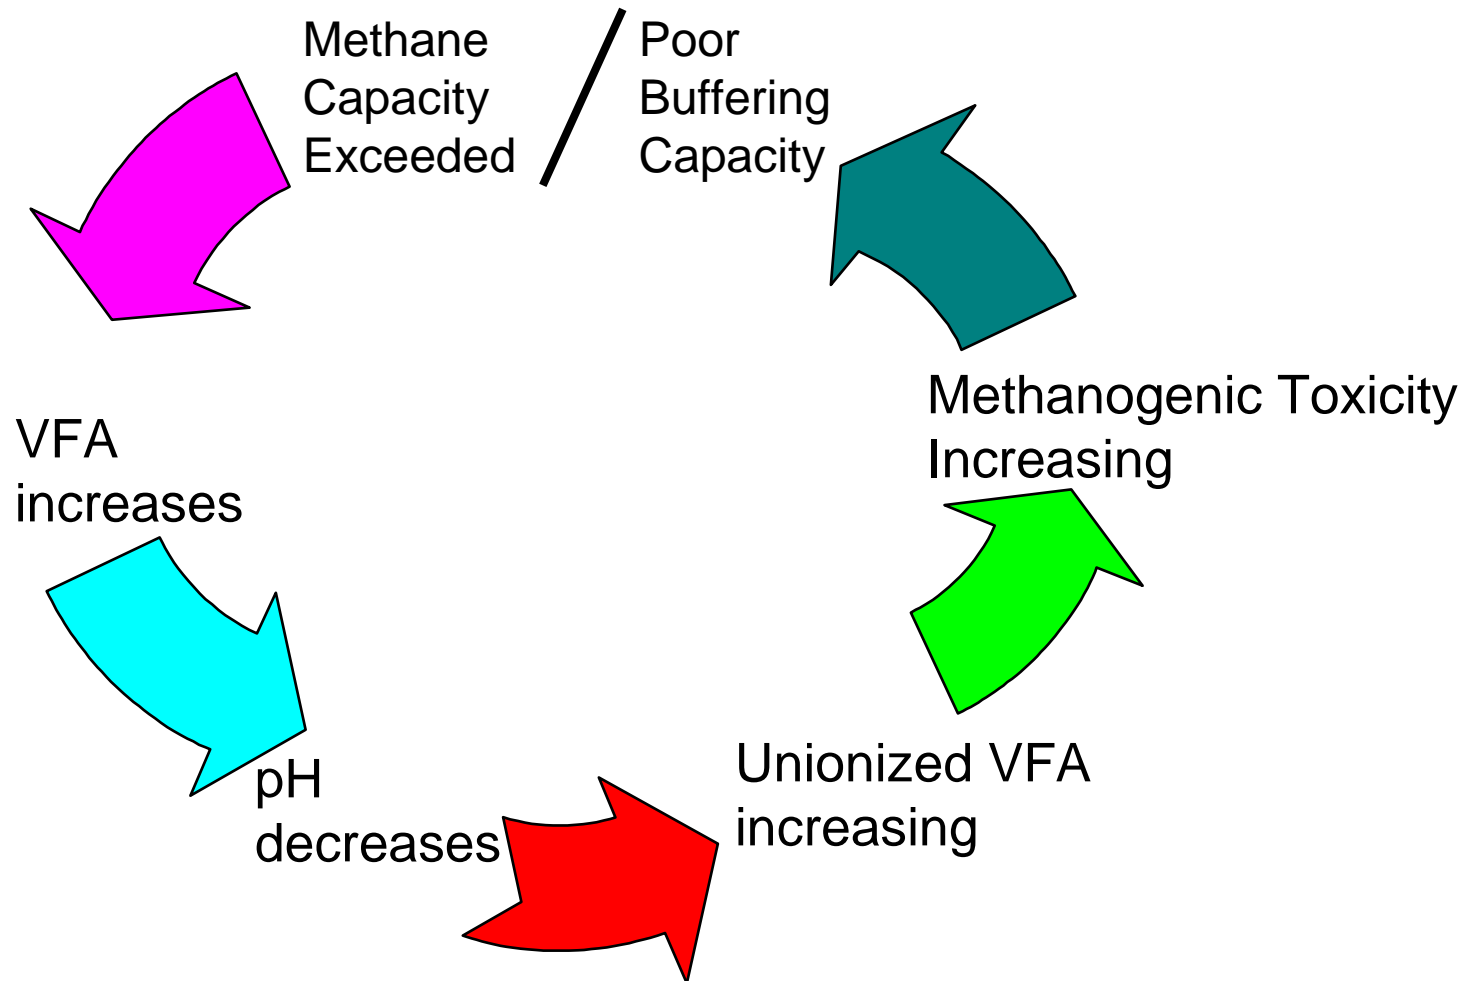 Methane
Capacity
Exceeded
Poor
Buffering
Capacity
VFA
increases
pH
decreases
Unionized VFA
increasing
Methanogenic Toxicity
Increasing